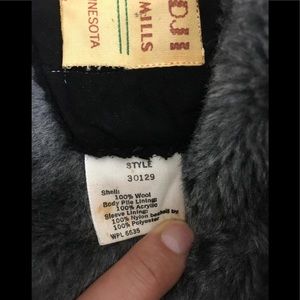 DJI
MILLS
NESOTA
STYLE
30129
Shell:
100% Wool
Body Pile Lining:
100% Acrylic
Sleeve Lining:
100% Nylon
100% Polyester
WPL 5535